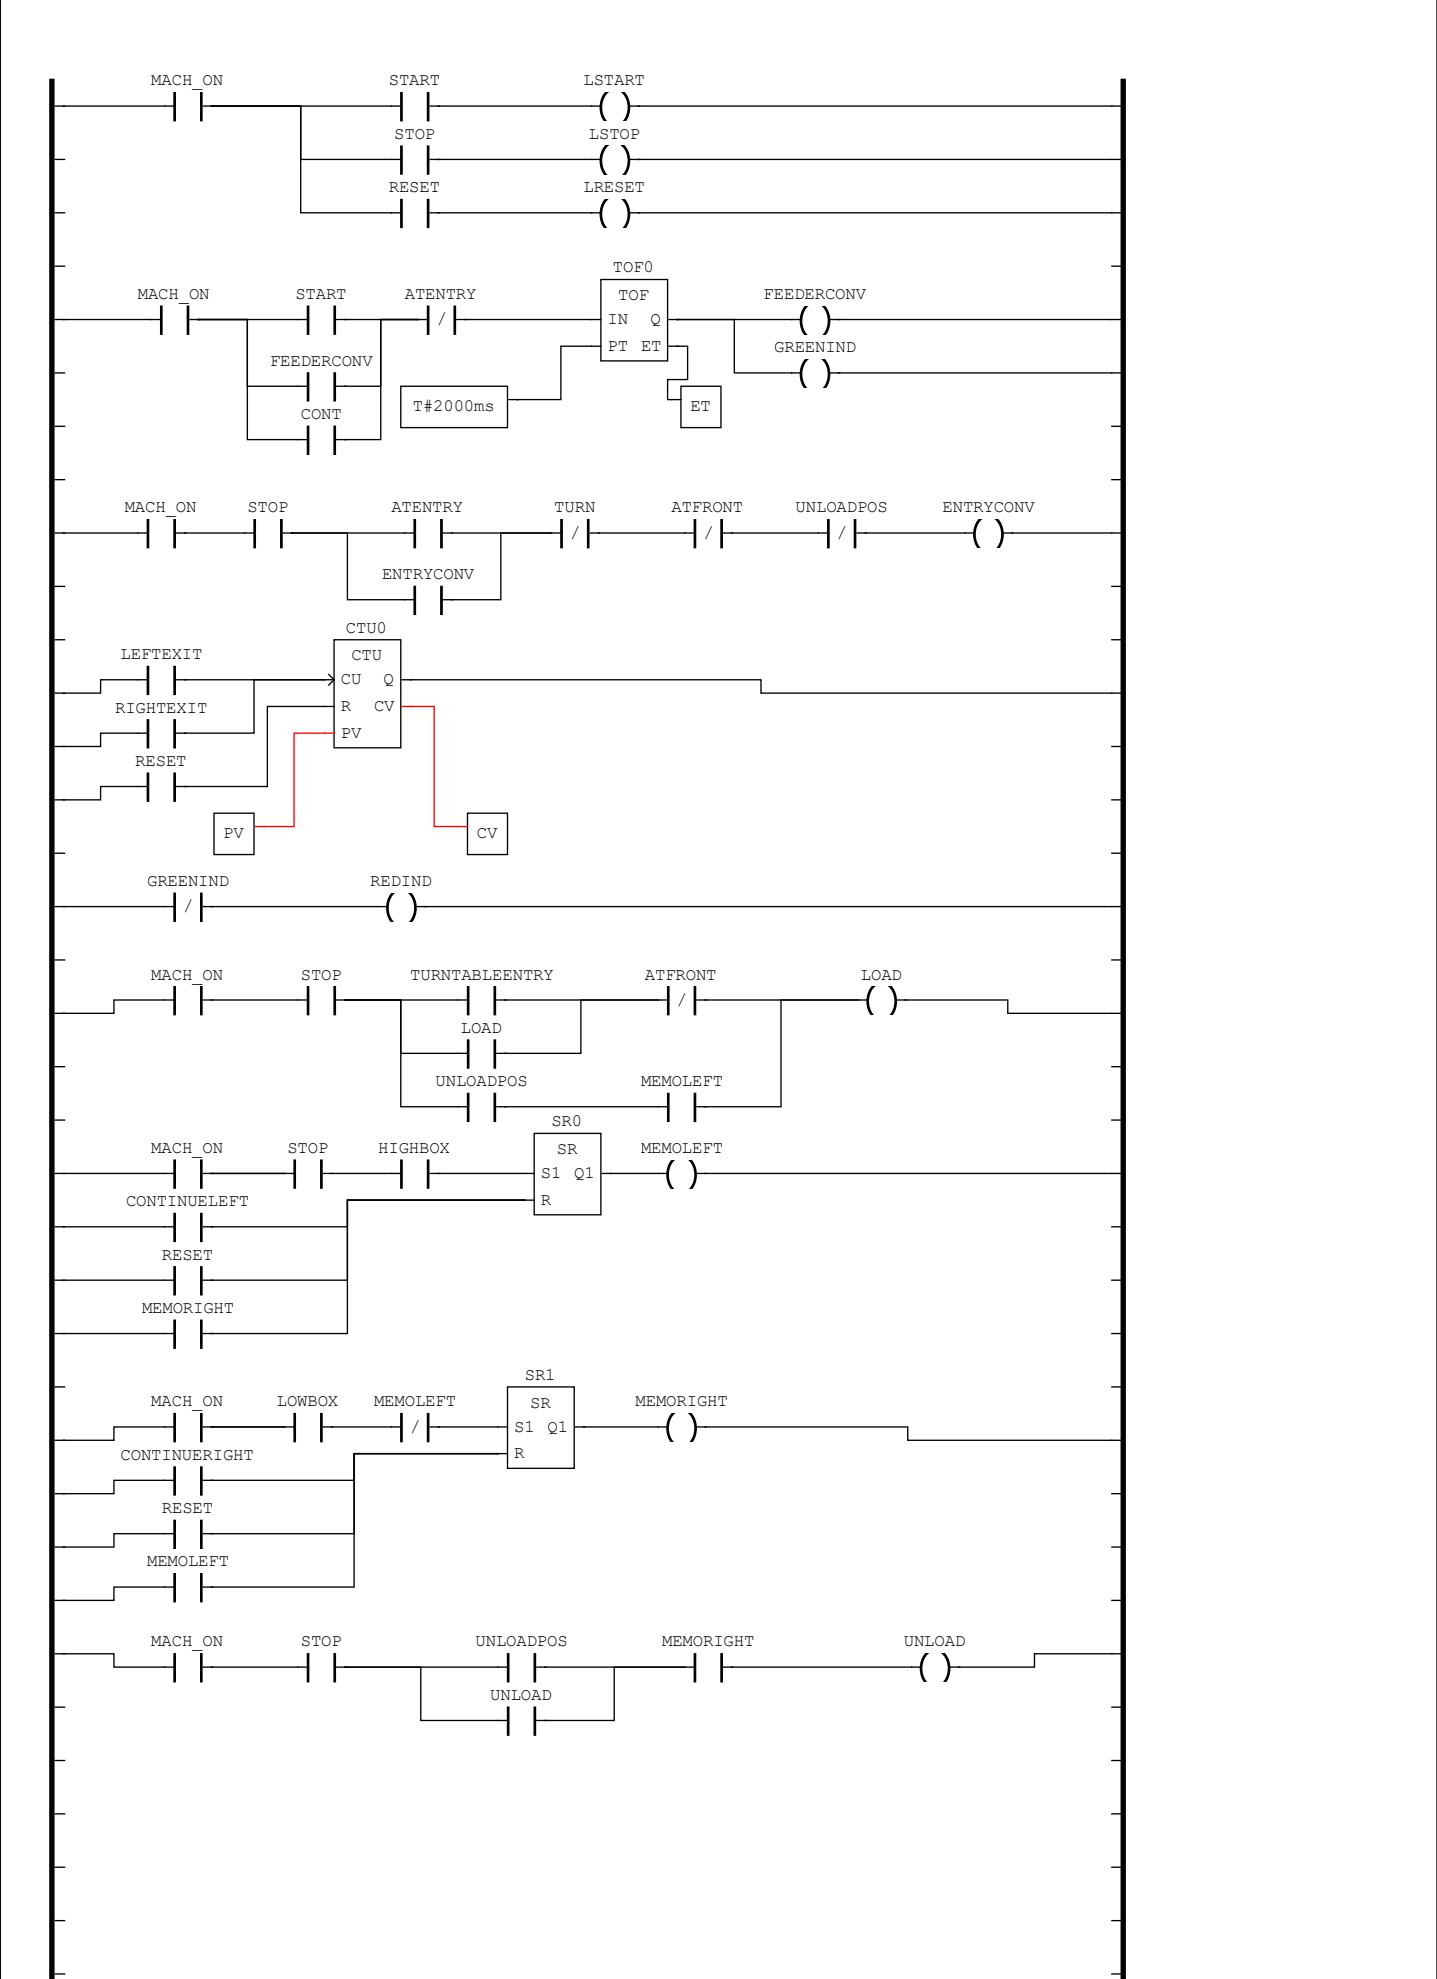 MACH_ON START LSTART
STOP LSTOP
RESET LRESET
TOF0
MACH_ON START ATENTRY TOF FEEDERCONV
/ IN Q
FEEDERCONV PT ET GREENIND
CONT T#2000ms ET
MACH_ON STOP ATENTRY TURN ATFRONT UNLOADPOS ENTRYCONV
/ / /
ENTRYCONV
CTU0
LEFTEXIT CTU
CU Q
RIGHTEXIT R CV
PV
RESET
PV CV
GREENIND REDIND
/
MACH_ON STOP TURNTABLEENTRY ATFRONT LOAD
/
LOAD
UNLOADPOS MEMOLEFT
SR0
MACH_ON STOP HIGHBOX SR MEMOLEFT
S1 Q1
CONTINUELEFT R
RESET
MEMORIGHT
SR1
MACH_ON LOWBOX MEMOLEFT SR MEMORIGHT
/ S1 Q1
CONTINUERIGHT R
RESET
MEMOLEFT
MACH_ON STOP UNLOADPOS MEMORIGHT UNLOAD
UNLOAD